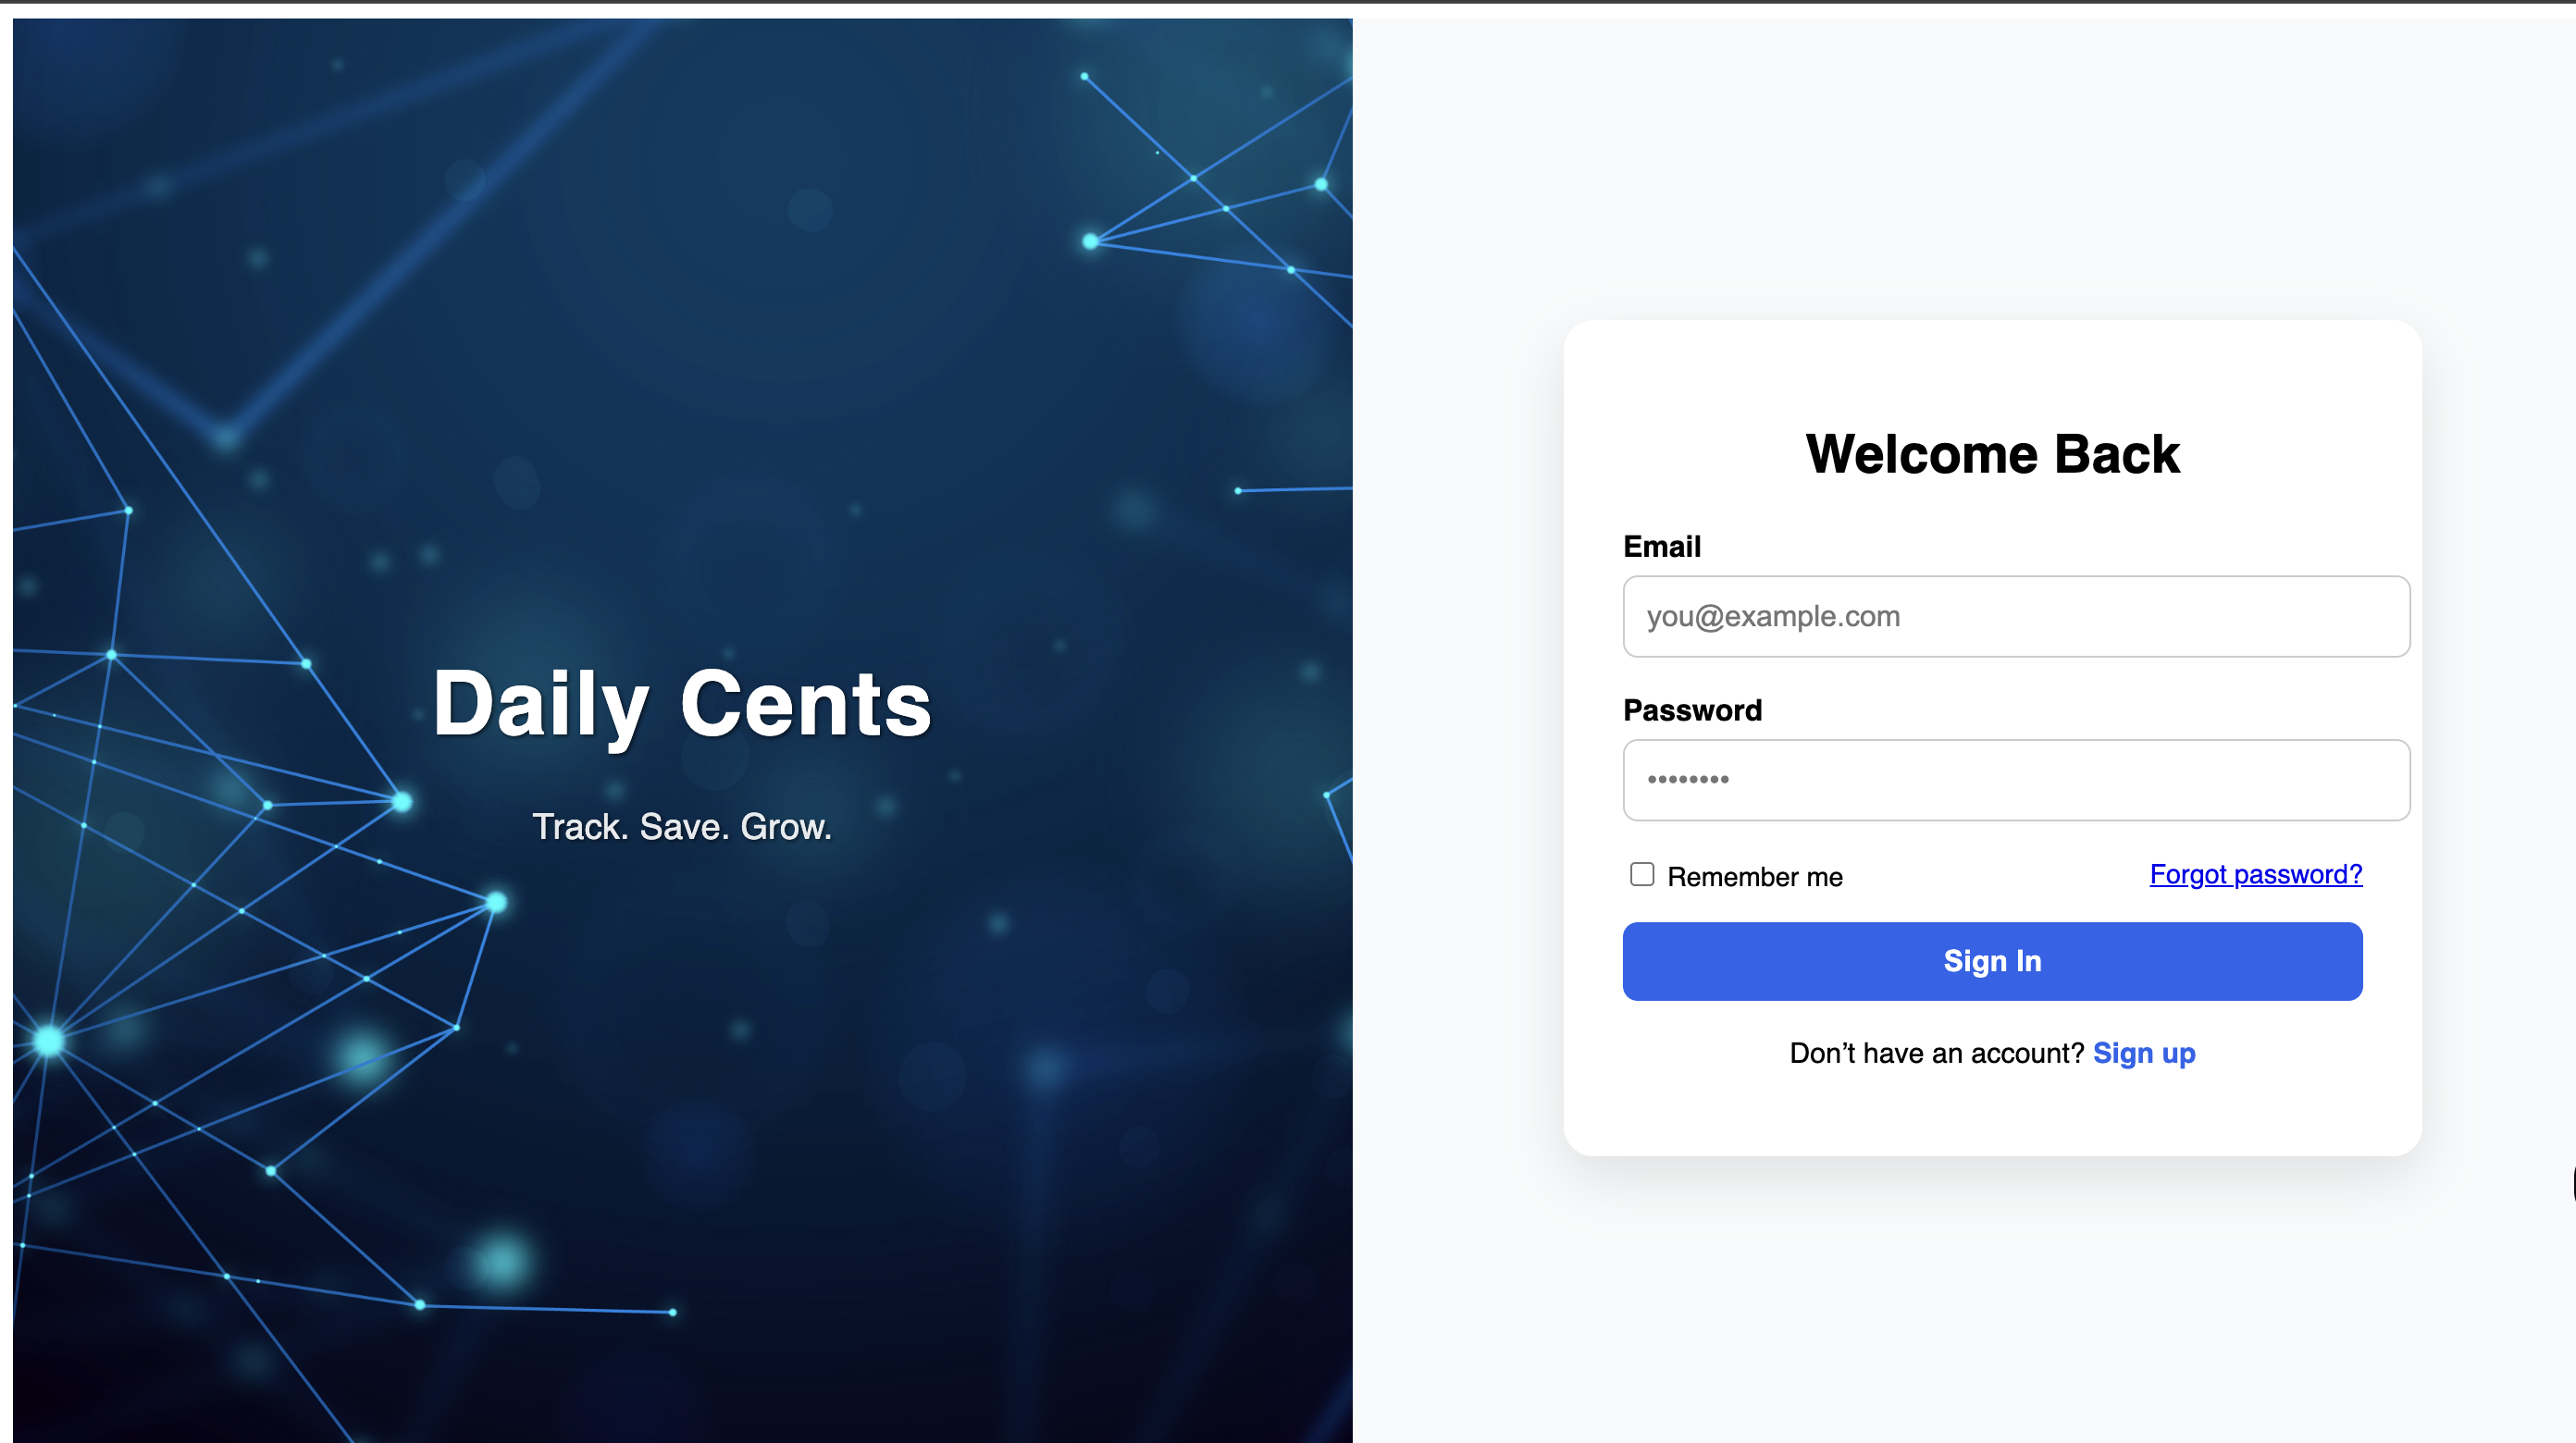 Daily Cents
Track. Save. Grow.
Welcome Back
Email
you@example.com
Password
••••••••
Remember me
Forgot password?
Sign In
Don’t have an account? Sign up